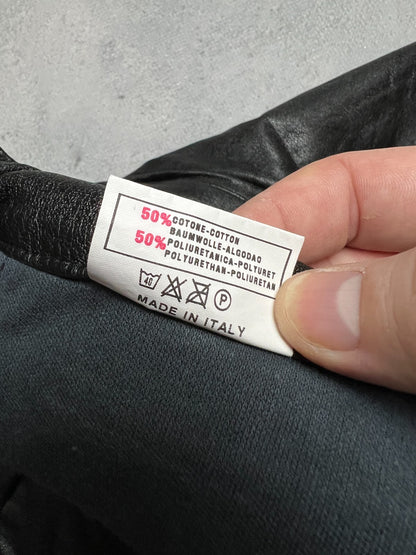 50% COTONE-COTTON
BAUMWOLLE-ALGODAO
50% POLIURETANICA-POLYURET
POLYURETHAN-POLIURETAN
40 P
MADE IN ITALY